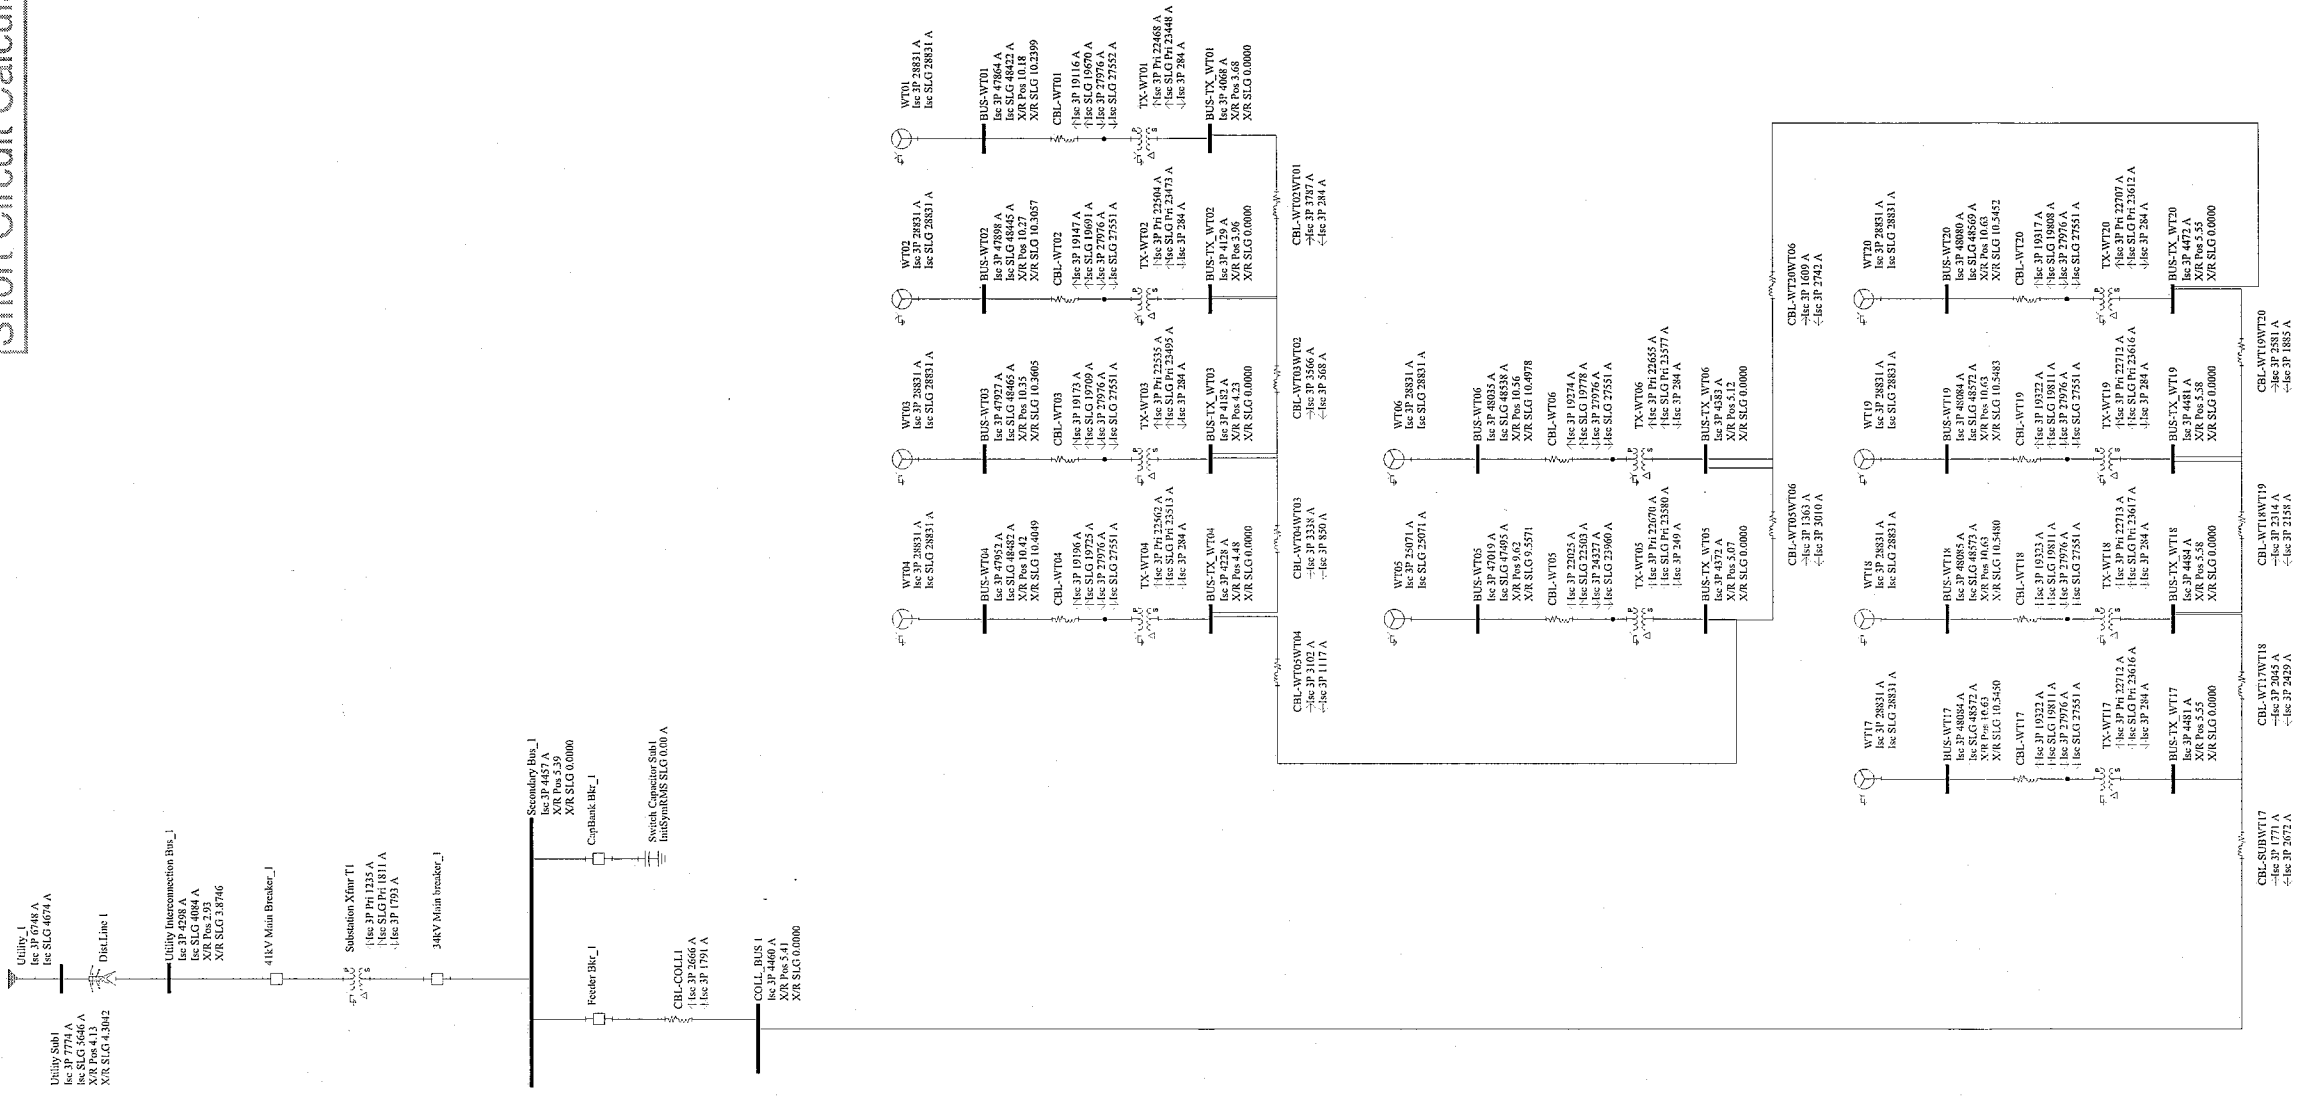 Short Circuit
Utility_1
Isc 3P 6748 A
Isc SLG 4674 A
Utility Sub1
Isc 3P 7774 A
Isc SLG 5646 A
X/R Pos 4.13
X/R SLG 4.3042
Dist.Line 1
Utility Interconnection Bus_1
Isc 3P 4298 A
Isc SLG 4084 A
X/R Pos 2.93
X/R SLG 3.8746
41kV Main Breaker_1
Substation Xfmr T1
↑Isc 3P Pri 1235 A
↑Isc SLG Pri 1811 A
↓Isc 3P 1793 A
P
S
34kV Main breaker_1
Secondary Bus_1
Isc 3P 4457 A
X/R Pos 5.39
X/R SLG 0.0000
CapBank Bkr_1
Switch Capacitor Sub1
InitSymRMS SLG 0.00 A
Feeder Bkr_1
CBL-COLL1
↑Isc 3P 2666 A
↓Isc 3P 1791 A
COLL_BUS 1
Isc 3P 4460 A
X/R Pos 5.41
X/R SLG 0.0000
WT04
Isc 3P 28831 A
Isc SLG 28831 A
BUS-WT04
Isc 3P 47952 A
Isc SLG 48482 A
X/R Pos 10.42
X/R SLG 10.4049
CBL-WT04
↑Isc 3P 19196 A
↑Isc SLG 19725 A
↓Isc 3P 27976 A
↓Isc SLG 27551 A
TX-WT04
↑Isc 3P Pri 22562 A
↑Isc SLG Pri 23513 A
↓Isc 3P 284 A
P
S
BUS-TX_WT04
Isc 3P 4228 A
X/R Pos 4.48
X/R SLG 0.0000
WT03
Isc 3P 28831 A
Isc SLG 28831 A
BUS-WT03
Isc 3P 47927 A
Isc SLG 48465 A
X/R Pos 10.35
X/R SLG 10.3605
CBL-WT03
↑Isc 3P 19173 A
↑Isc SLG 19709 A
↓Isc 3P 27976 A
↓Isc SLG 27551 A
TX-WT03
↑Isc 3P Pri 22535 A
↑Isc SLG Pri 23495 A
↓Isc 3P 284 A
P
S
BUS-TX_WT03
Isc 3P 4182 A
X/R Pos 4.23
X/R SLG 0.0000
WT02
Isc 3P 28831 A
Isc SLG 28831 A
BUS-WT02
Isc 3P 47898 A
Isc SLG 48445 A
X/R Pos 10.27
X/R SLG 10.3057
CBL-WT02
↑Isc 3P 19147 A
↑Isc SLG 19691 A
↓Isc 3P 27976 A
↓Isc SLG 27551 A
TX-WT02
↑Isc 3P Pri 22504 A
↑Isc SLG Pri 23473 A
↓Isc 3P 284 A
P
S
BUS-TX_WT02
Isc 3P 4129 A
X/R Pos 3.96
X/R SLG 0.0000
WT01
Isc 3P 28831 A
Isc SLG 28831 A
BUS-WT01
Isc 3P 47864 A
Isc SLG 48422 A
X/R Pos 10.18
X/R SLG 10.2399
CBL-WT01
↑Isc 3P 19116 A
↑Isc SLG 19670 A
↓Isc 3P 27976 A
↓Isc SLG 27552 A
TX-WT01
↑Isc 3P Pri 22468 A
↑Isc SLG Pri 23448 A
↓Isc 3P 284 A
P
S
BUS-TX_WT01
Isc 3P 4068 A
X/R Pos 3.68
X/R SLG 0.0000
CBL-WT05WT04
→Isc 3P 3102 A
←Isc 3P 1117 A
CBL-WT04WT03
→Isc 3P 3338 A
←Isc 3P 850 A
CBL-WT03WT02
→Isc 3P 3566 A
←Isc 3P 568 A
CBL-WT02WT01
→Isc 3P 3787 A
←Isc 3P 284 A
WT05
Isc 3P 25071 A
Isc SLG 25071 A
BUS-WT05
Isc 3P 47019 A
Isc SLG 47495 A
X/R Pos 9.62
X/R SLG 9.5571
CBL-WT05
↑Isc 3P 22025 A
↑Isc SLG 22503 A
↓Isc 3P 24327 A
↓Isc SLG 23960 A
TX-WT05
↑Isc 3P Pri 22670 A
↑Isc SLG Pri 23580 A
↓Isc 3P 249 A
P
S
BUS-TX_WT05
Isc 3P 4372 A
X/R Pos 5.07
X/R SLG 0.0000
WT06
Isc 3P 28831 A
Isc SLG 28831 A
BUS-WT06
Isc 3P 48035 A
Isc SLG 48538 A
X/R Pos 10.56
X/R SLG 10.4978
CBL-WT06
↑Isc 3P 19274 A
↑Isc SLG 19778 A
↓Isc 3P 27976 A
↓Isc SLG 27551 A
TX-WT06
↑Isc 3P Pri 22655 A
↑Isc SLG Pri 23577 A
↓Isc 3P 284 A
P
S
BUS-TX_WT06
Isc 3P 4383 A
X/R Pos 5.12
X/R SLG 0.0000
CBL-WT05WT06
→Isc 3P 1363 A
←Isc 3P 3010 A
CBL-WT20WT06
→Isc 3P 1609 A
←Isc 3P 2742 A
WT17
Isc 3P 28831 A
Isc SLG 28831 A
BUS-WT17
Isc 3P 48084 A
Isc SLG 48572 A
X/R Pos 10.63
X/R SLG 10.5450
CBL-WT17
↑Isc 3P 19322 A
↑Isc SLG 19811 A
↓Isc 3P 27976 A
↓Isc SLG 27551 A
TX-WT17
↑Isc 3P Pri 22712 A
↑Isc SLG Pri 23616 A
↓Isc 3P 284 A
P
S
BUS-TX_WT17
Isc 3P 4481 A
X/R Pos 5.55
X/R SLG 0.0000
WT18
Isc 3P 28831 A
Isc SLG 28831 A
BUS-WT18
Isc 3P 48085 A
Isc SLG 48573 A
X/R Pos 10.63
X/R SLG 10.5480
CBL-WT18
↑Isc 3P 19323 A
↑Isc SLG 19811 A
↓Isc 3P 27976 A
↓Isc SLG 27551 A
TX-WT18
↑Isc 3P Pri 22713 A
↑Isc SLG Pri 23617 A
↓Isc 3P 284 A
P
S
BUS-TX_WT18
Isc 3P 4484 A
X/R Pos 5.58
X/R SLG 0.0000
WT19
Isc 3P 28831 A
Isc SLG 28831 A
BUS-WT19
Isc 3P 48084 A
Isc SLG 48572 A
X/R Pos 10.63
X/R SLG 10.5483
CBL-WT19
↑Isc 3P 19322 A
↑Isc SLG 19811 A
↓Isc 3P 27976 A
↓Isc SLG 27551 A
TX-WT19
↑Isc 3P Pri 22712 A
↑Isc SLG Pri 23616 A
↓Isc 3P 284 A
P
S
BUS-TX_WT19
Isc 3P 4481 A
X/R Pos 5.58
X/R SLG 0.0000
WT20
Isc 3P 28831 A
Isc SLG 28831 A
BUS-WT20
Isc 3P 48080 A
Isc SLG 48569 A
X/R Pos 10.63
X/R SLG 10.5452
CBL-WT20
↑Isc 3P 19317 A
↑Isc SLG 19808 A
↓Isc 3P 27976 A
↓Isc SLG 27551 A
TX-WT20
↑Isc 3P Pri 22707 A
↑Isc SLG Pri 23612 A
↓Isc 3P 284 A
P
S
BUS-TX_WT20
Isc 3P 4472 A
X/R Pos 5.55
X/R SLG 0.0000
CBL-SUBWT17
→Isc 3P 1771 A
←Isc 3P 2672 A
CBL-WT17WT18
→Isc 3P 2045 A
←Isc 3P 2429 A
CBL-WT18WT19
→Isc 3P 2314 A
←Isc 3P 2158 A
CBL-WT19WT20
→Isc 3P 2581 A
←Isc 3P 1885 A